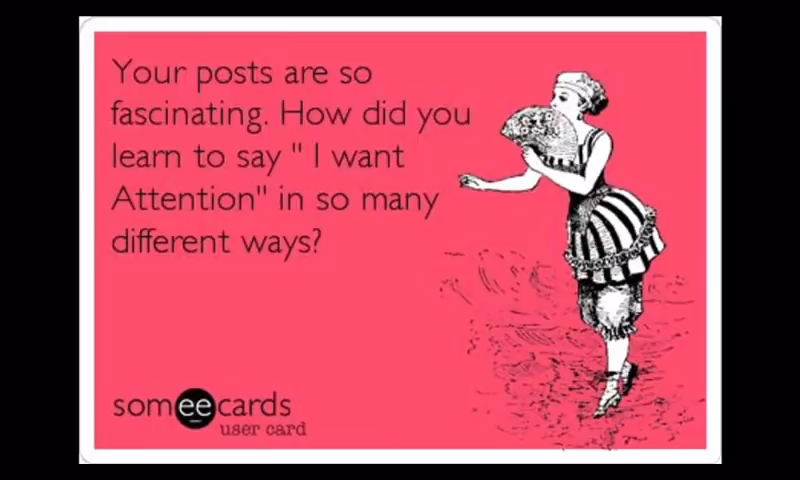 Your posts are so
fascinating. How did you
learn to say " I want
Attention" in so many
different ways?
someecards
user card